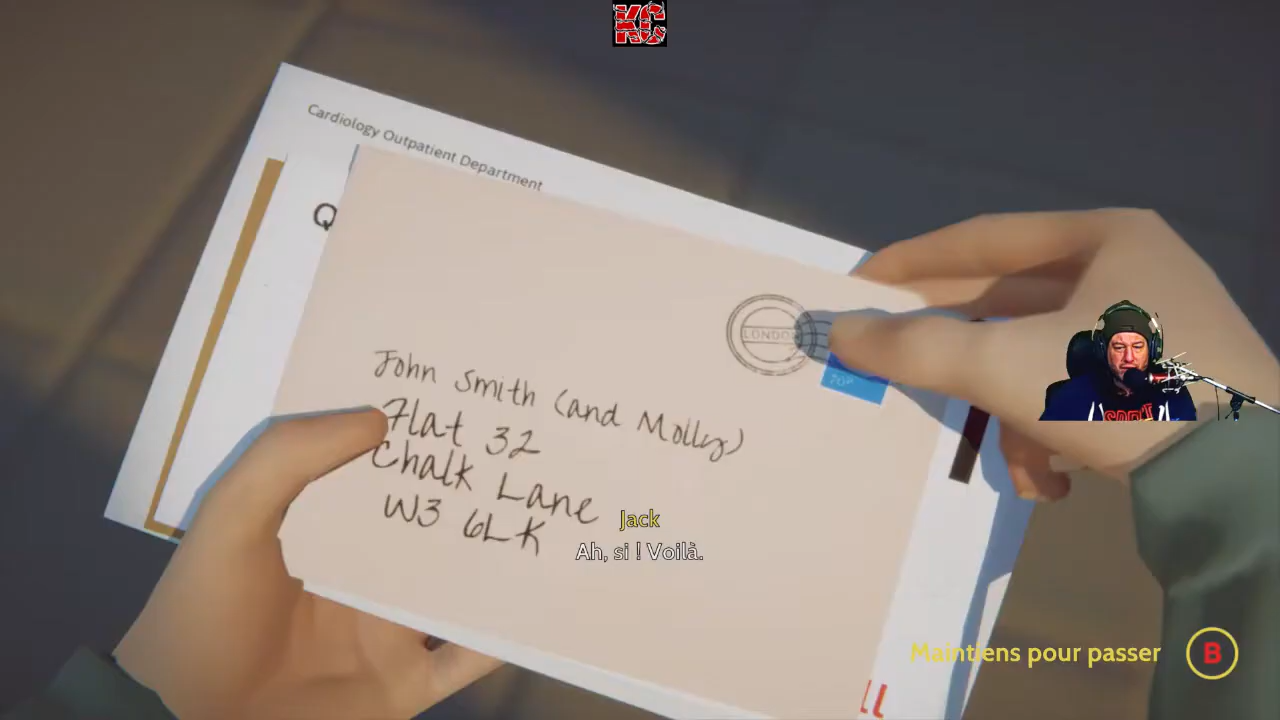 KC
Cardiology Outpatient Department
Q
John Smith (and Molly)
Flat 32
Chalk Lane
W3 6LK
Jack
Ah, si ! Voilà.
Maintiens pour passer
B